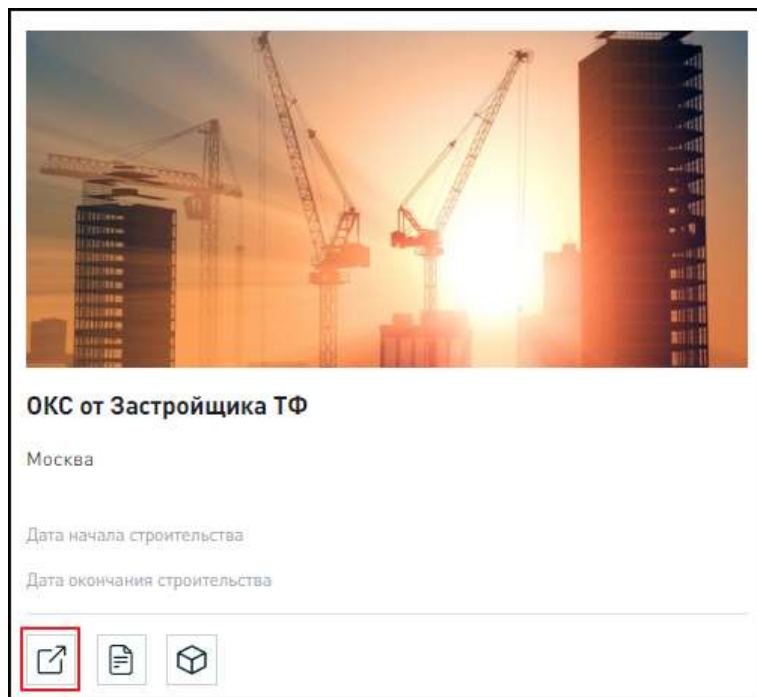 ОКС от Застройщика ТФ
Москва
Дата начала строительства
Дата окончания строительства